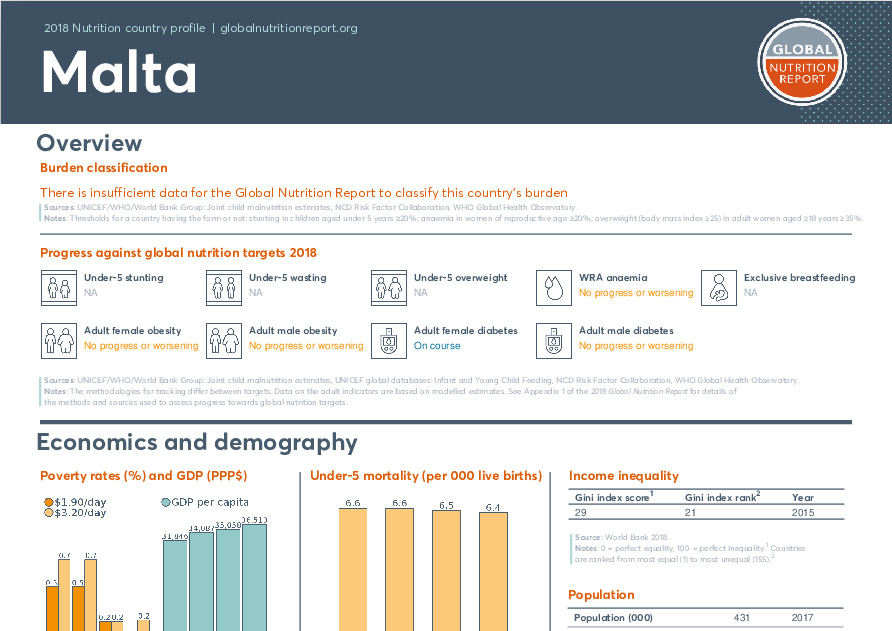 2018 Nutrition country profile | globalnutritionreport.org
Malta
GLOBAL
NUTRITION
REPORT
Overview
Burden classification
There is insufficient data for the Global Nutrition Report to classify this country's burden
Sources: UNICEF/WHO/World Bank Group: Joint child malnutrition estimates, NCD Risk Factor Collaboration, WHO Global Health Observatory.
Notes: Thresholds for a country having the form or not: stunting in children aged under 5 years ≥20%; anaemia in women of reproductive age ≥20%; overweight (body mass index ≥25) in adult women aged ≥18 years ≥35%.
Progress against global nutrition targets 2018
Under-5 stunting
NA
Under-5 wasting
NA
Under-5 overweight
NA
WRA anaemia
No progress or worsening
Exclusive breastfeeding
NA
Adult female obesity
No progress or worsening
Adult male obesity
No progress or worsening
Adult female diabetes
On course
Adult male diabetes
No progress or worsening
Sources: UNICEF/WHO/World Bank Group: Joint child malnutrition estimates, UNICEF global databases: Infant and Young Child Feeding, NCD Risk Factor Collaboration, WHO Global Health Observatory.
Notes: The methodologies for tracking differ between targets. Data on the adult indicators are based on modelled estimates. See Appendix 1 of the 2018 Global Nutrition Report for details of
the methods and sources used to assess progress towards global nutrition targets.
Economics and demography
Poverty rates (%) and GDP (PPP$)
$1.90/day
$3.20/day
GDP per capita
31,946 34,087 35,058 36,513
0.7 0.7
0.5 0.2 0.2 0.2
Under-5 mortality (per 000 live births)
6.6 6.6 6.5 6.4
Income inequality
Gini index score1 Gini index rank2 Year
29 21 2015
Source: World Bank 2018.
Notes: 0 = perfect equality, 100 = perfect inequality.1 Countries
are ranked from most equal (1) to most unequal (155).2
Population
Population (000) 431 2017